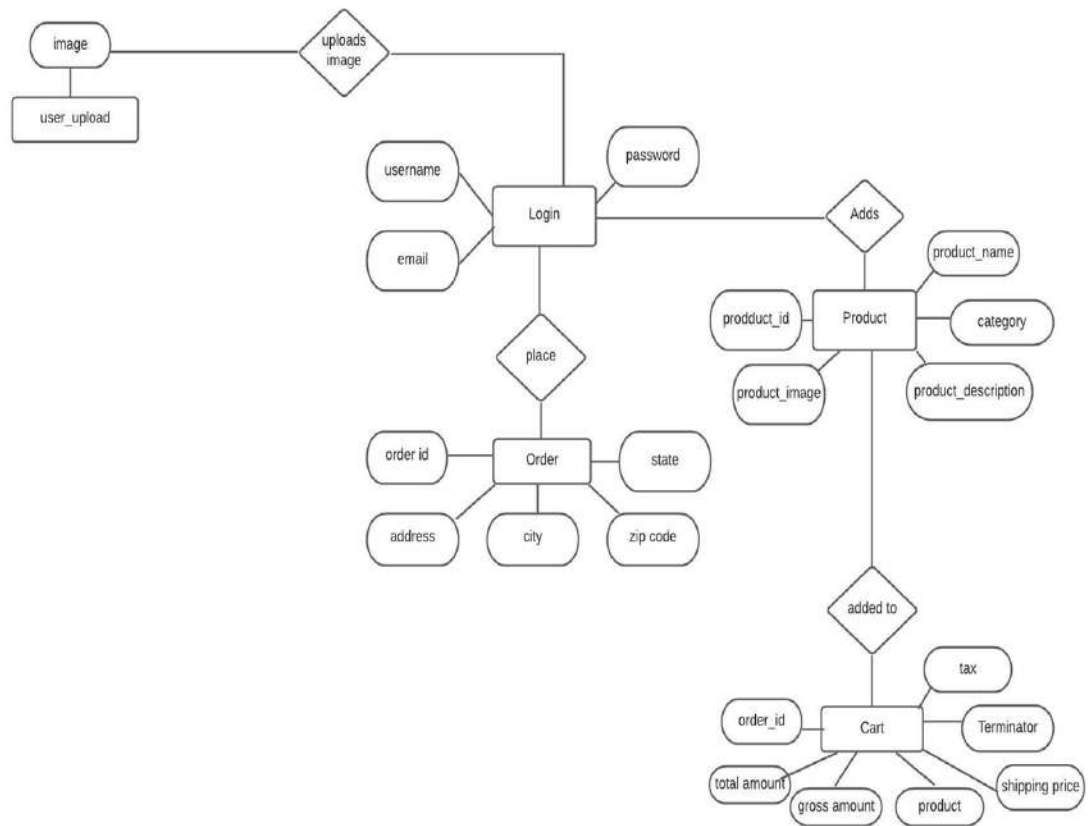 image
uploads
image
user_upload
username
password
Login
email
Adds
product_name
prodduct_id
Product
category
product_image
product_description
place
order id
Order
state
address
city
zip code
added to
tax
order_id
Cart
Terminator
total amount
shipping price
gross amount
product